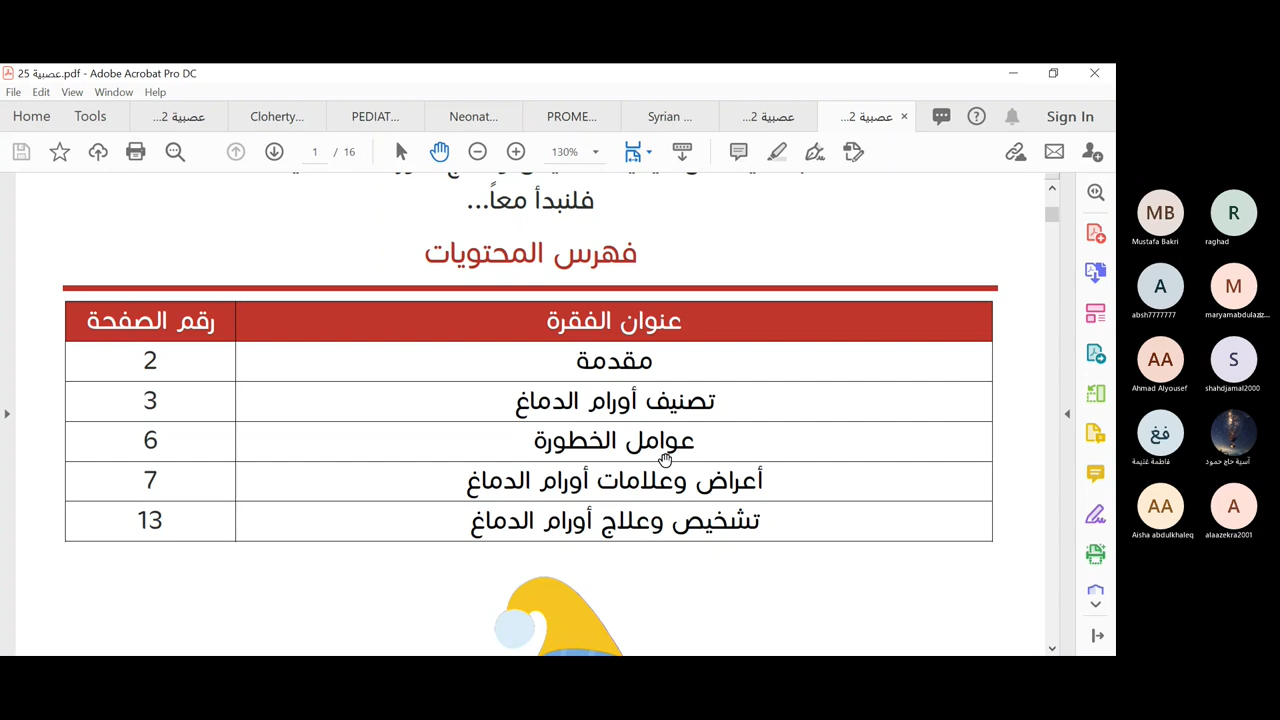 عصبية 25.pdf - Adobe Acrobat Pro DC
File Edit View Window Help
Home Tools عصبية 2... Cloherty... PEDIAT... Neonat... PROME... Syrian ... عصبية 2... عصبية 2... × Sign In
1 / 16 130%
فلنبدأ معاً...
فهرس المحتويات
عنوان الفقرة رقم الصفحة
مقدمة 2
تصنيف أورام الدماغ 3
عوامل الخطورة 6
أعراض وعلامات أورام الدماغ 7
تشخيص وعلاج أورام الدماغ 13
MB R
Mustafa Bakri raghad
A M
absh7777777 maryamabdulaziz...
AA S
Ahmad Alyousef shahdjamal2000
فغ
فاطمة غنيمة آسية حاج حمود
AA A
Aisha abdulkhaleq alaazekra2001